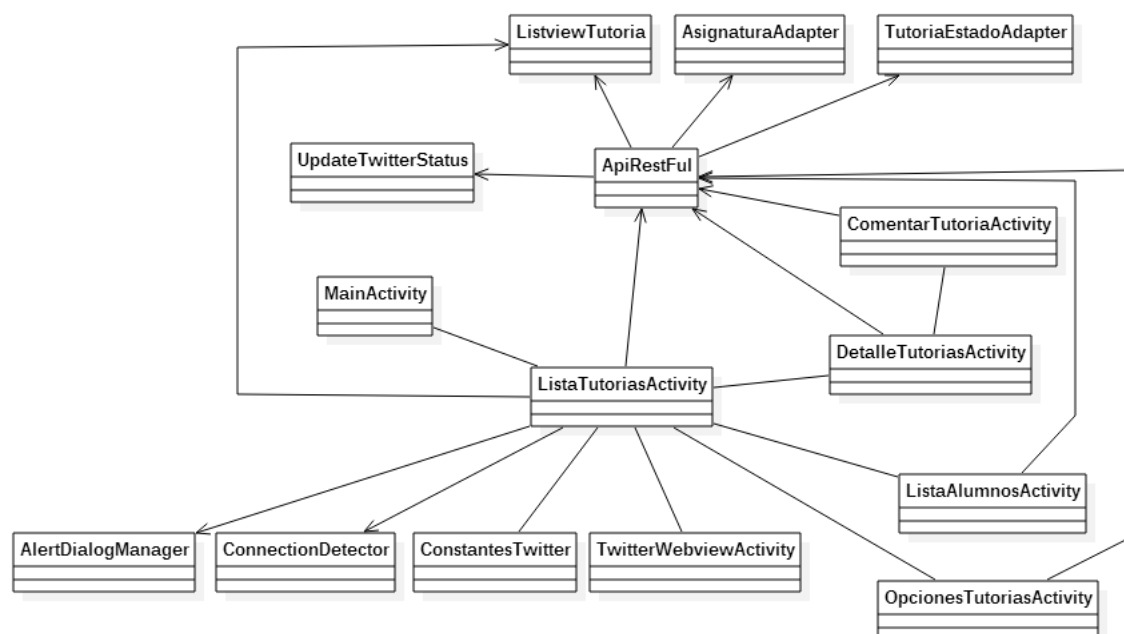 ListviewTutoria
AsignaturaAdapter
TutoriaEstadoAdapter
UpdateTwitterStatus
ApiRestFul
ComentarTutoriaActivity
MainActivity
DetalleTutoriasActivity
ListaTutoriasActivity
ListaAlumnosActivity
AlertDialogManager
ConnectionDetector
ConstantesTwitter
TwitterWebviewActivity
OpcionesTutoriasActivity